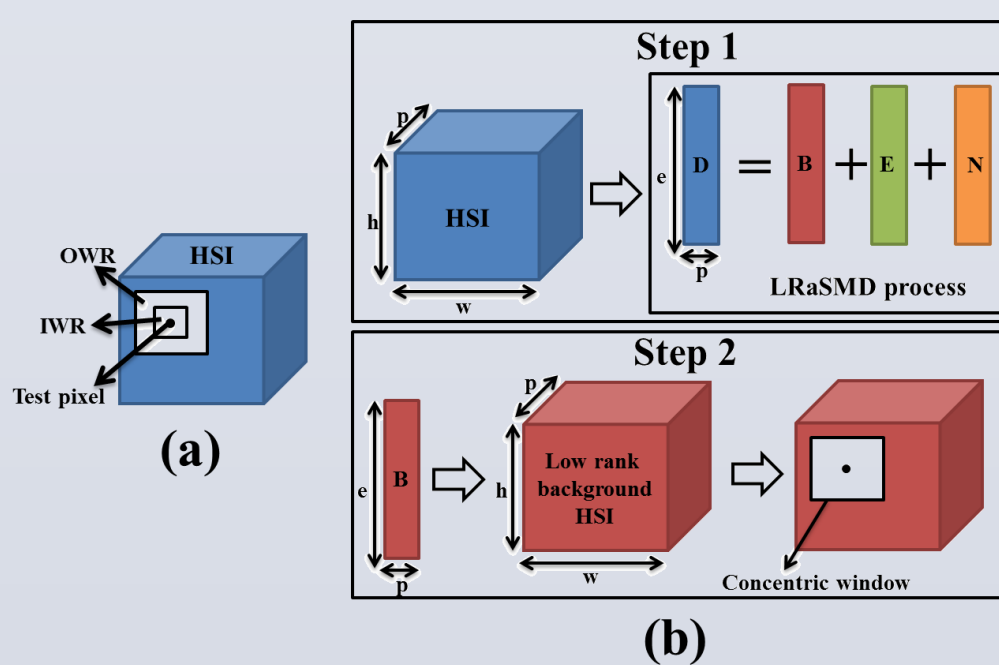 OWR
HSI
IWR
Test pixel
(a)
Step 1
p
h
HSI
w
e
D
=
B
+
E
+
N
p
LRaSMD process
Step 2
e
B
p
p
h
Low rank
background
HSI
w
Concentric window
(b)